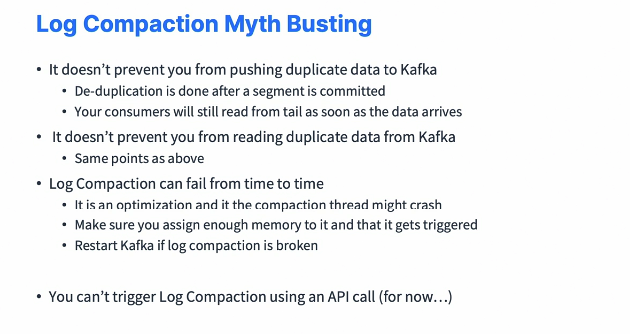 Log Compaction Myth Busting
• It doesn't prevent you from pushing duplicate data to Kafka
• De-duplication is done after a segment is committed
• Your consumers will still read from tail as soon as the data arrives
• It doesn't prevent you from reading duplicate data from Kafka
• Same points as above
• Log Compaction can fail from time to time
• It is an optimization and it the compaction thread might crash
• Make sure you assign enough memory to it and that it gets triggered
• Restart Kafka if log compaction is broken
• You can't trigger Log Compaction using an API call (for now…)